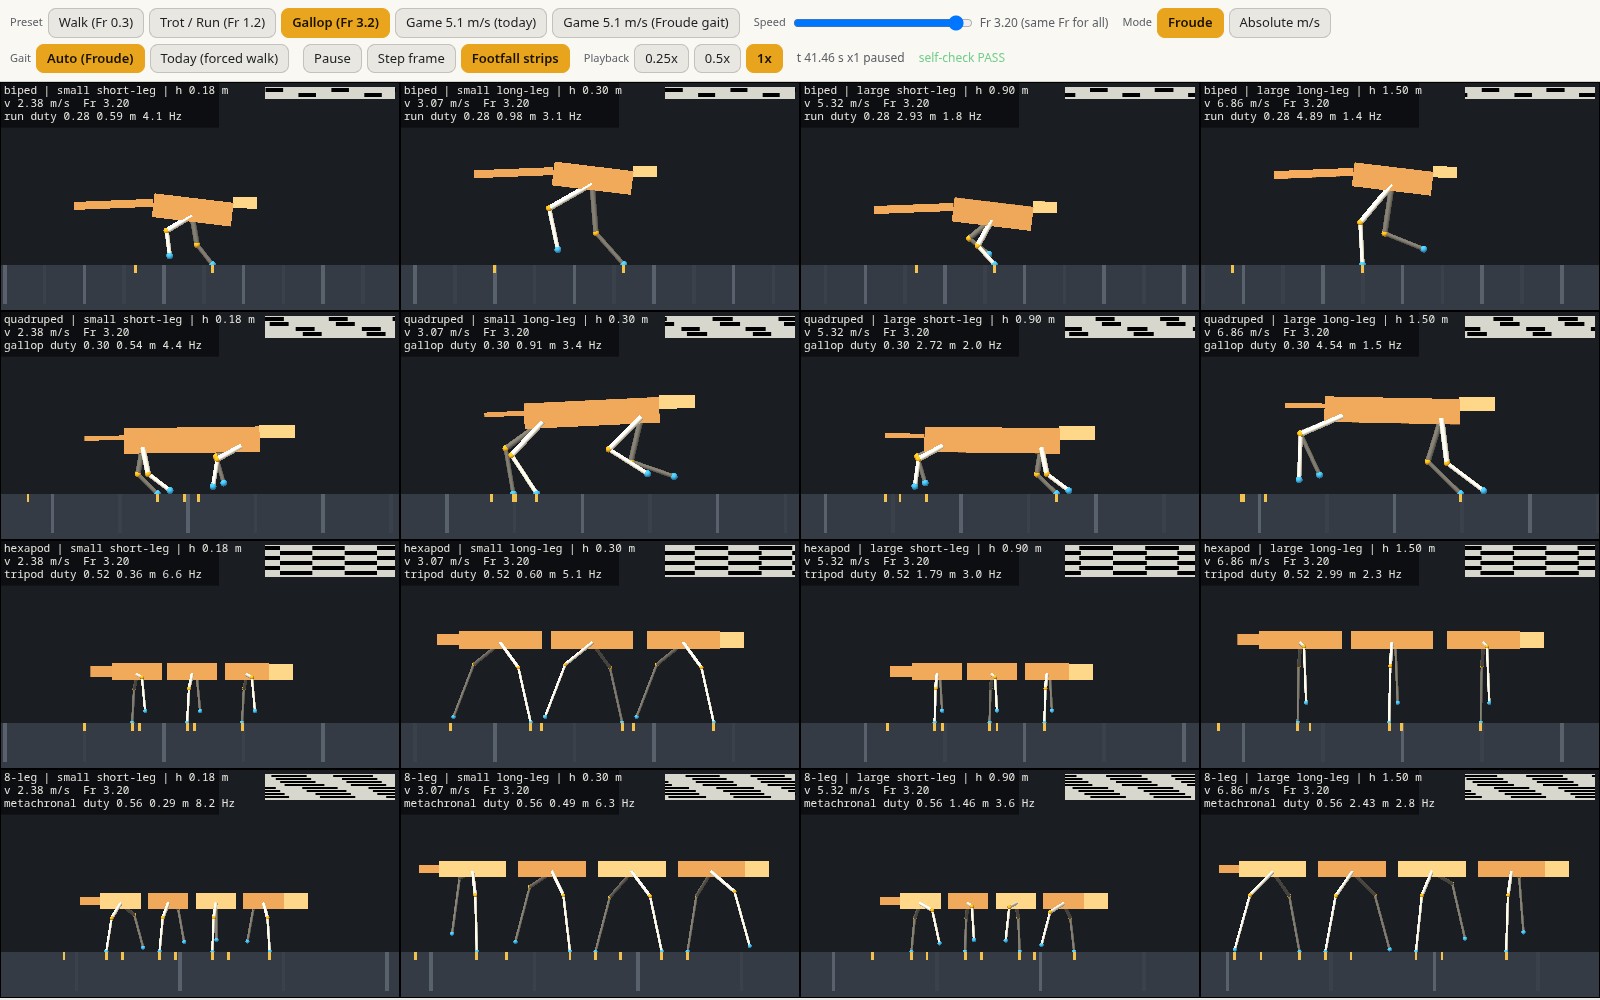 Preset Walk (Fr 0.3) Trot / Run (Fr 1.2) Gallop (Fr 3.2) Game 5.1 m/s (today) Game 5.1 m/s (Froude gait) Speed Fr 3.20 (same Fr for all) Mode Froude Absolute m/s
Gait Auto (Froude) Today (forced walk) Pause Step frame Footfall strips Playback 0.25x 0.5x 1x t 41.46 s x1 paused self-check PASS
biped | small short-leg | h 0.18 m
v 2.38 m/s Fr 3.20
run duty 0.28 0.59 m 4.1 Hz
biped | small long-leg | h 0.30 m
v 3.07 m/s Fr 3.20
run duty 0.28 0.98 m 3.1 Hz
biped | large short-leg | h 0.90 m
v 5.32 m/s Fr 3.20
run duty 0.28 2.93 m 1.8 Hz
biped | large long-leg | h 1.50 m
v 6.86 m/s Fr 3.20
run duty 0.28 4.89 m 1.4 Hz
quadruped | small short-leg | h 0.18 m
v 2.38 m/s Fr 3.20
gallop duty 0.30 0.54 m 4.4 Hz
quadruped | small long-leg | h 0.30 m
v 3.07 m/s Fr 3.20
gallop duty 0.30 0.91 m 3.4 Hz
quadruped | large short-leg | h 0.90 m
v 5.32 m/s Fr 3.20
gallop duty 0.30 2.72 m 2.0 Hz
quadruped | large long-leg | h 1.50 m
v 6.86 m/s Fr 3.20
gallop duty 0.30 4.54 m 1.5 Hz
hexapod | small short-leg | h 0.18 m
v 2.38 m/s Fr 3.20
tripod duty 0.52 0.36 m 6.6 Hz
hexapod | small long-leg | h 0.30 m
v 3.07 m/s Fr 3.20
tripod duty 0.52 0.60 m 5.1 Hz
hexapod | large short-leg | h 0.90 m
v 5.32 m/s Fr 3.20
tripod duty 0.52 1.79 m 3.0 Hz
hexapod | large long-leg | h 1.50 m
v 6.86 m/s Fr 3.20
tripod duty 0.52 2.99 m 2.3 Hz
8-leg | small short-leg | h 0.18 m
v 2.38 m/s Fr 3.20
metachronal duty 0.56 0.29 m 8.2 Hz
8-leg | small long-leg | h 0.30 m
v 3.07 m/s Fr 3.20
metachronal duty 0.56 0.49 m 6.3 Hz
8-leg | large short-leg | h 0.90 m
v 5.32 m/s Fr 3.20
metachronal duty 0.56 1.46 m 3.6 Hz
8-leg | large long-leg | h 1.50 m
v 6.86 m/s Fr 3.20
metachronal duty 0.56 2.43 m 2.8 Hz